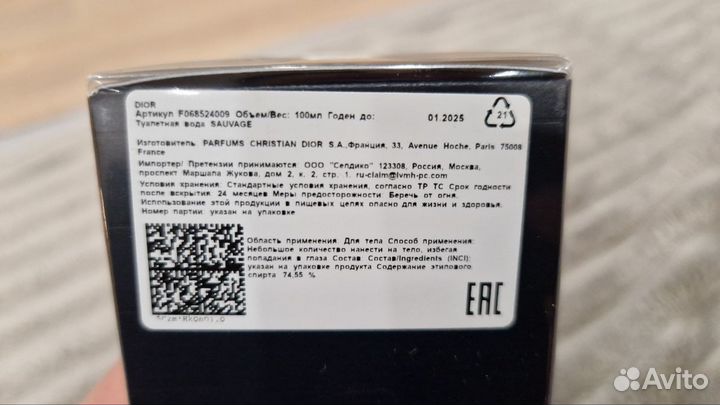 DIOR
Артикул F068524009 Объем/Вес: 100мл Годен до: 01.2025
Туалетная вода SAUVAGE
Изготовитель PARFUMS CHRISTIAN DIOR S.A.,Франция, 33, Avenue Hoche, Paris 75008
France
Импортер/ Претензии принимаются: ООО "Селдико" 123308, Россия, Москва,
проспект Маршала Жукова, дом 2, к. 2, стр. 1. ru-claim@lvmh-pc.com
Условия хранения: Стандартные условия хранения, согласно ТР ТС Срок годности
после вскрытия: 24 месяцев Меры предосторожности: Беречь от огня.
Использование этой продукции в пищевых целях опасно для жизни и здоровья.
Номер партии: указан на упаковке
21
Область применения: Для тела Способ применения:
Небольшое количество нанести на тело, избегая
попадания в глаза Состав: Состав/Ingredients (INCI):
указан на упаковке продукта Содержание этилового
спирта 74,55 %
EAC
Avito